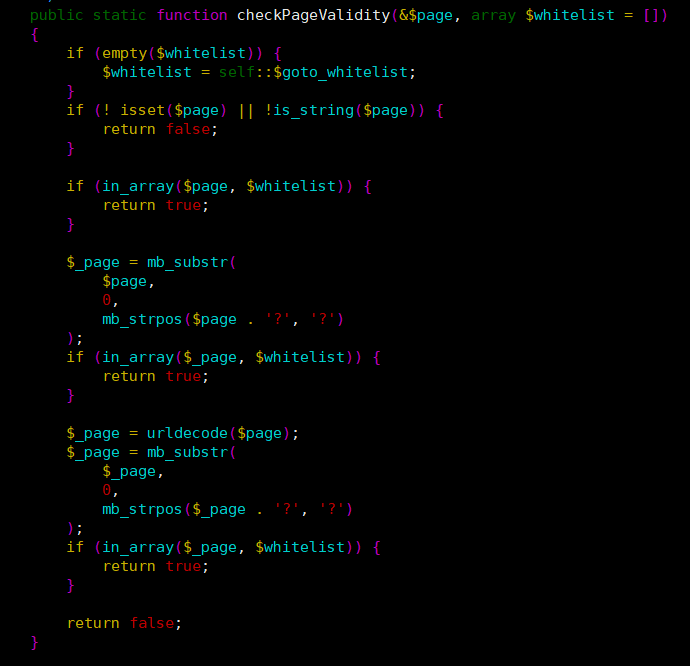 public static function checkPageValidity(&$page, array $whitelist = [])
{
    if (empty($whitelist)) {
        $whitelist = self::$goto_whitelist;
    }
    if (! isset($page) || !is_string($page)) {
        return false;
    }

    if (in_array($page, $whitelist)) {
        return true;
    }

    $_page = mb_substr(
        $page,
        0,
        mb_strpos($page . '?', '?')
    );
    if (in_array($_page, $whitelist)) {
        return true;
    }

    $_page = urldecode($page);
    $_page = mb_substr(
        $_page,
        0,
        mb_strpos($_page . '?', '?')
    );
    if (in_array($_page, $whitelist)) {
        return true;
    }

    return false;
}